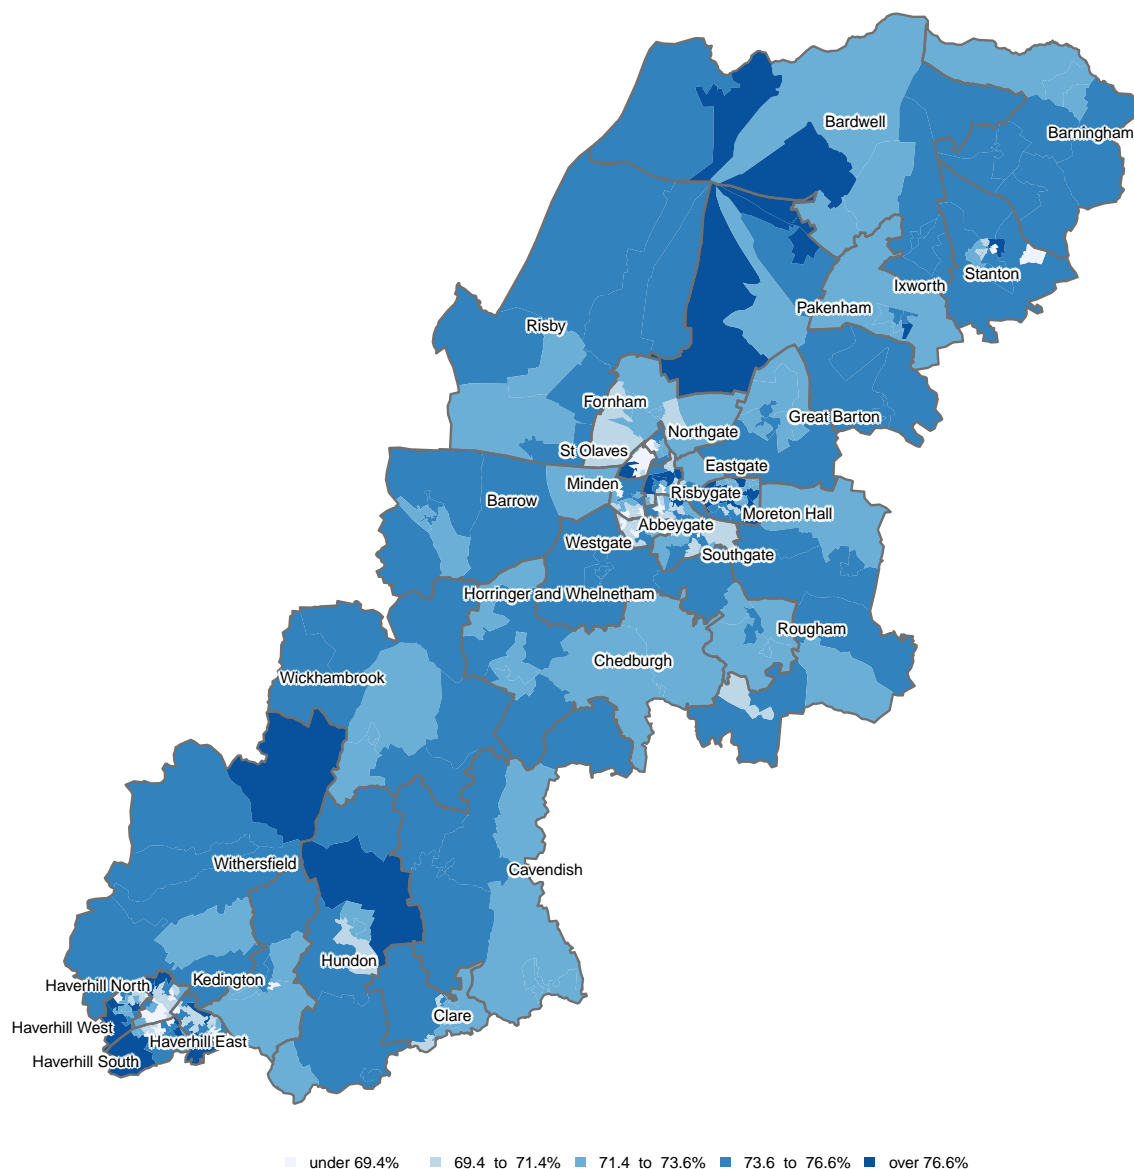 Bardwell
Barningham
Stanton
Ixworth
Pakenham
Risby
Fornham
Great Barton
Northgate
St Olaves
Eastgate
Minden
Risbygate
Barrow
Moreton Hall
Abbeygate
Westgate
Southgate
Horringer and Whelnetham
Rougham
Chedburgh
Wickhambrook
Withersfield
Cavendish
Hundon
Kedington
Haverhill North
Clare
Haverhill West
Haverhill East
Haverhill South
under 69.4% 69.4 to 71.4% 71.4 to 73.6% 73.6 to 76.6% over 76.6%